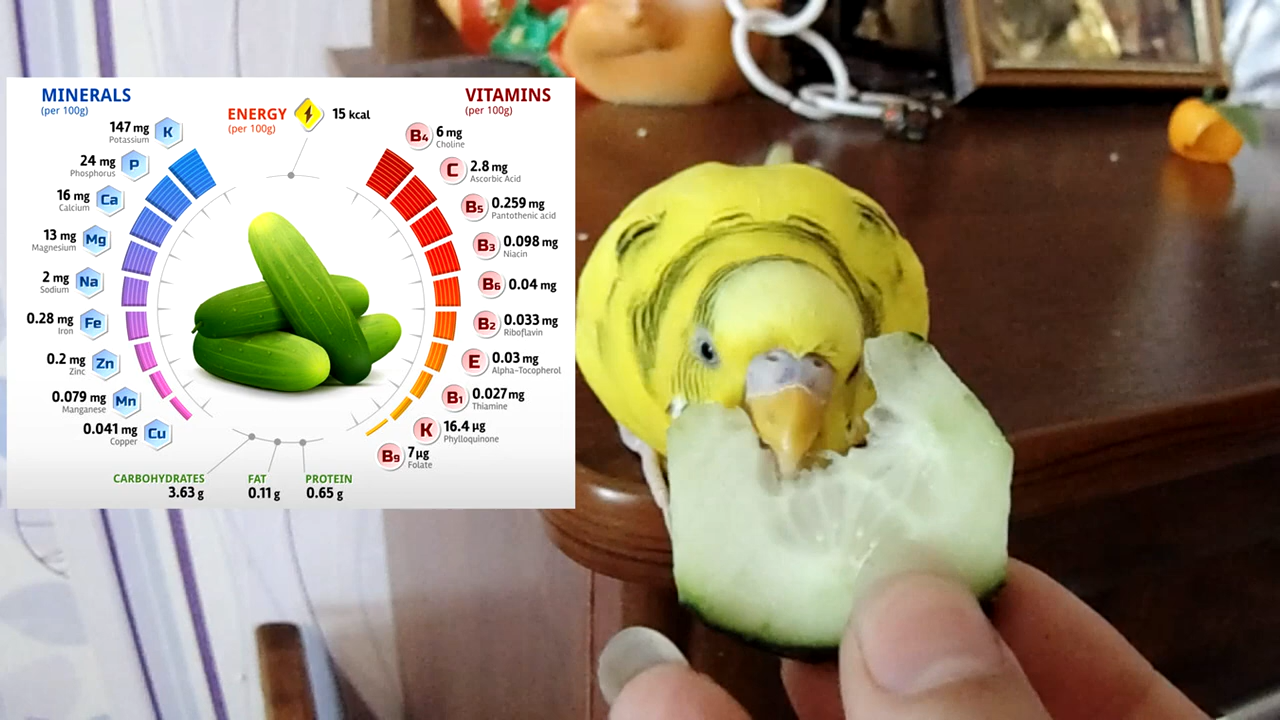 MINERALS
(per 100g)
147 mg
Potassium
K
24 mg
Phosphorus
P
16 mg
Calcium
Ca
13 mg
Magnesium
Mg
2 mg
Sodium
Na
0.28 mg
Iron
Fe
0.2 mg
Zinc
Zn
0.079 mg
Manganese
Mn
0.041 mg
Copper
Cu
ENERGY
(per 100g)
15 kcal
VITAMINS
(per 100g)
B4
6 mg
Choline
C
2.8 mg
Ascorbic Acid
B5
0.259 mg
Pantothenic acid
B3
0.098 mg
Niacin
B6
0.04 mg
B2
0.033 mg
Riboflavin
E
0.03 mg
Alpha-Tocopherol
B1
0.027 mg
Thiamine
K
16.4 µg
Phylloquinone
B9
7 µg
Folate
CARBOHYDRATES
3.63 g
FAT
0.11 g
PROTEIN
0.65 g